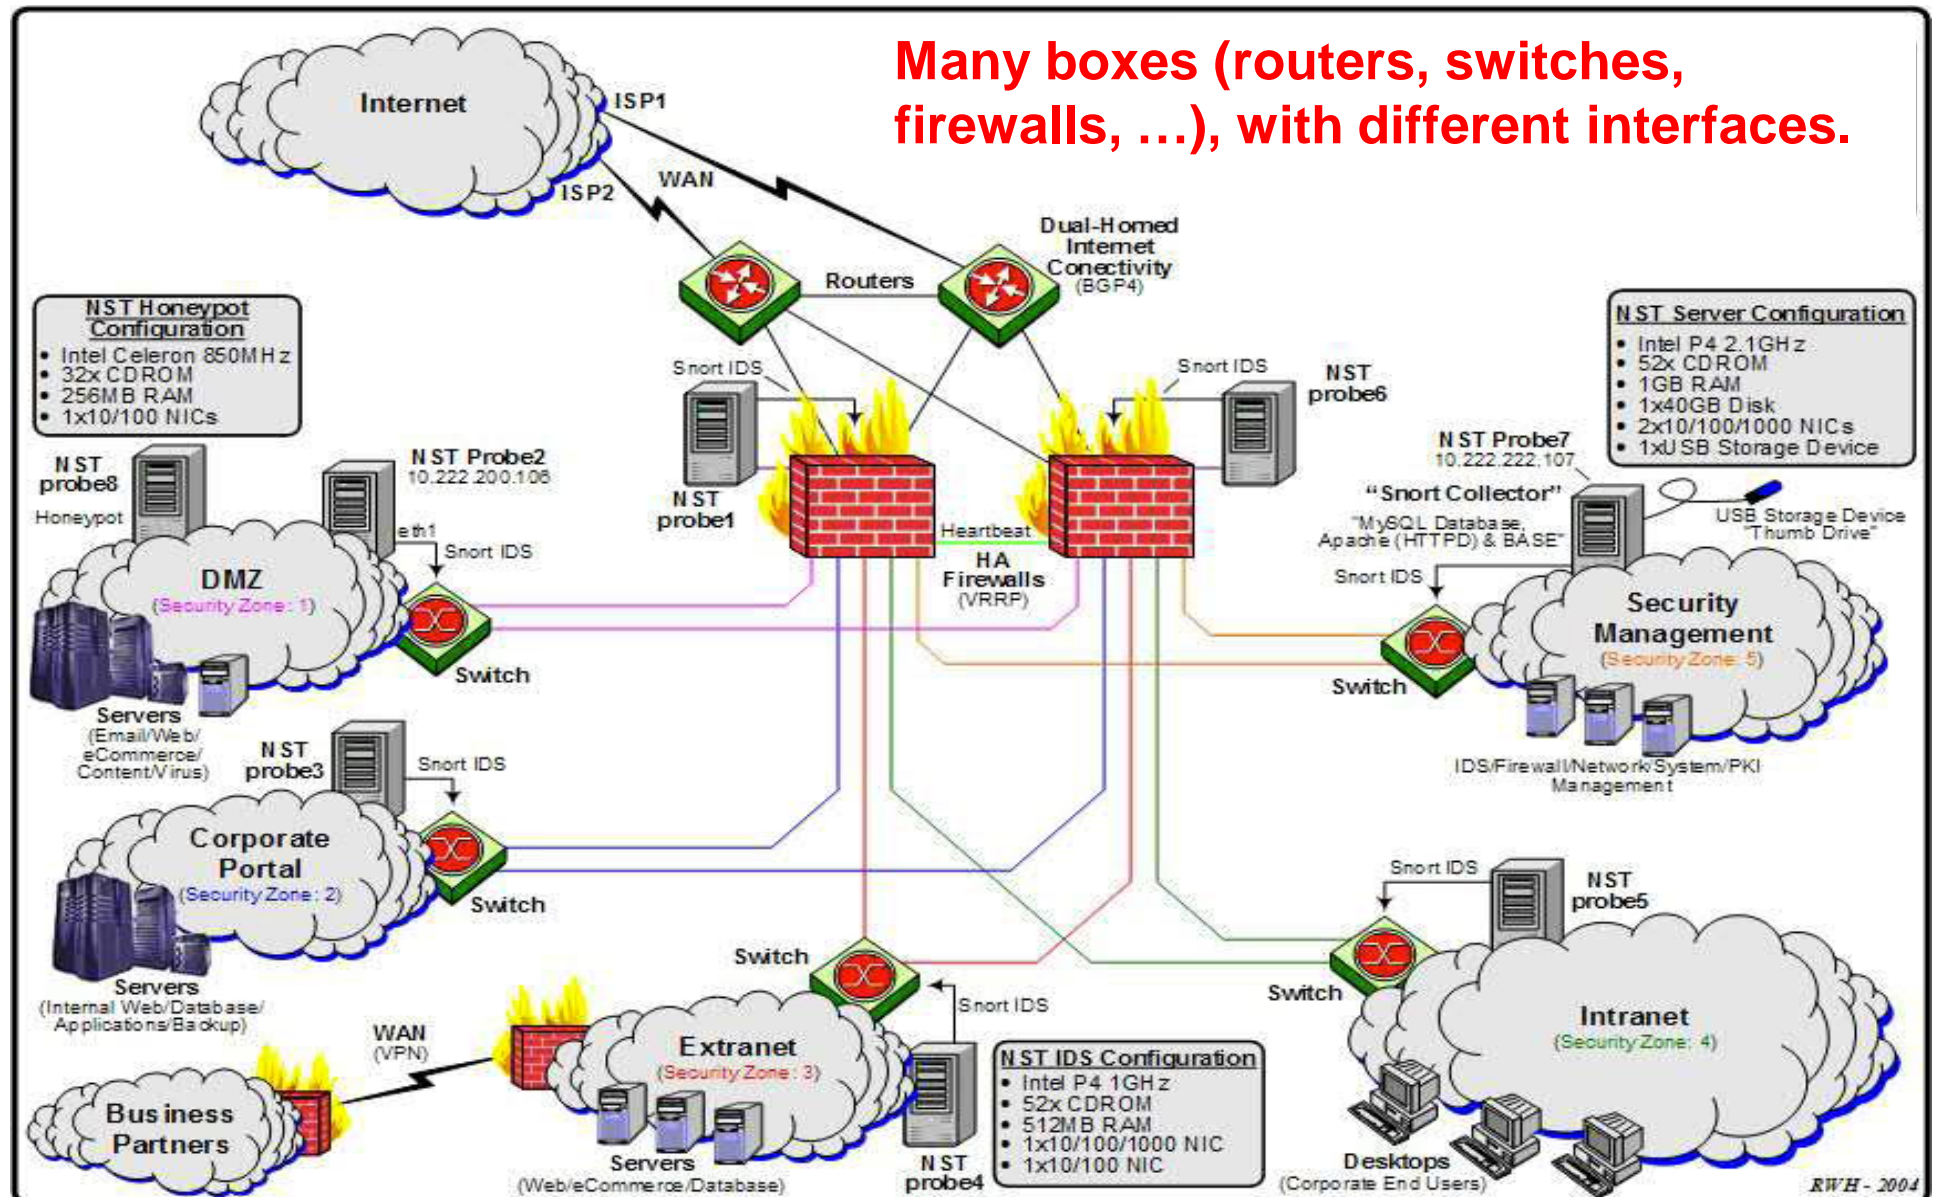 Many boxes (routers, switches,
firewalls, …), with different interfaces.
Internet
ISP1
ISP2
WAN
Dual-Homed
Internet
Conectivity
(BGP4)
Routers
NST Honeypot
Configuration
• Intel Celeron 850MHz
• 32x CDROM
• 256MB RAM
• 1x10/100 NICs
NST Server Configuration
• Intel P4 2.1GHz
• 52x CDROM
• 1GB RAM
• 1x40GB Disk
• 2x10/100/1000 NICs
• 1xUSB Storage Device
Snort IDS
NST
probe1
Snort IDS
NST
probe6
NST
probe8
Honeypot
NST Probe2
10.222.200.106
eth1
Snort IDS
DMZ
(Security Zone: 1)
Switch
Servers
(Email/Web/
eCommerce/
Content/Virus)
Heartbeat
HA
Firewalls
(VRRP)
NST Probe7
10.222.222.107
"Snort Collector"
"MySQL Database,
Apache (HTTPD) & BASE"
USB Storage Device
"Thumb Drive"
Snort IDS
Security
Management
(Security Zone: 5)
Switch
IDS/Firewall/Network/System/PKI
Management
NST
probe3
Snort IDS
Corporate
Portal
(Security Zone: 2)
Switch
Servers
(Internal Web/Database/
Applications/Backup)
Snort IDS
NST
probe5
Switch
Intranet
(Security Zone: 4)
Desktops
(Corporate End Users)
Switch
Snort IDS
WAN
(VPN)
Extranet
(Security Zone: 3)
Servers
(Web/eCommerce/Database)
NST
probe4
Business
Partners
NST IDS Configuration
• Intel P4 1GHz
• 52x CDROM
• 512MB RAM
• 1x10/100/1000 NIC
• 1x10/100 NIC
RWH - 2004